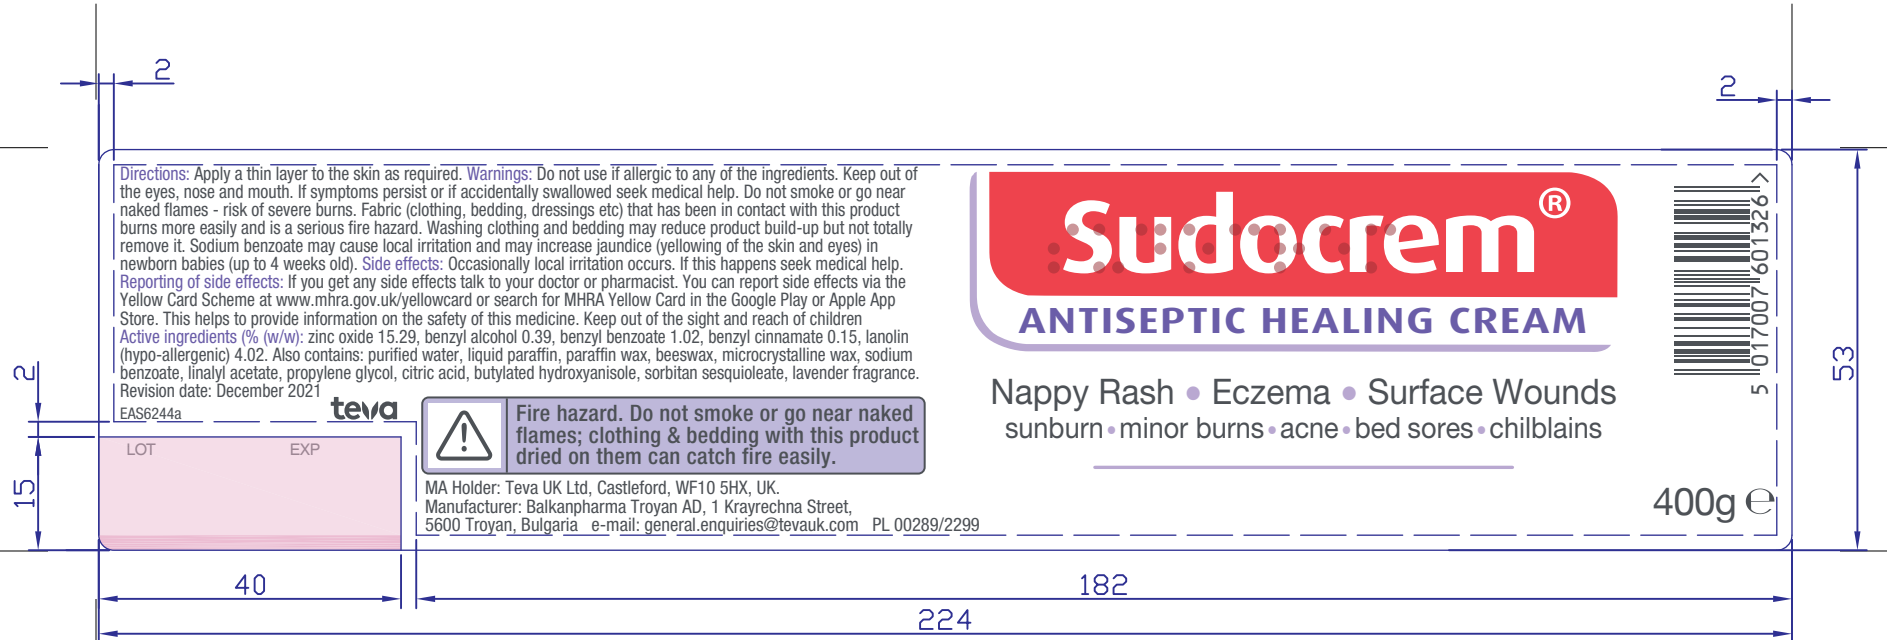 2
2
Directions: Apply a thin layer to the skin as required. Warnings: Do not use if allergic to any of the ingredients. Keep out of
the eyes, nose and mouth. If symptoms persist or if accidentally swallowed seek medical help. Do not smoke or go near
naked flames - risk of severe burns. Fabric (clothing, bedding, dressings etc) that has been in contact with this product
burns more easily and is a serious fire hazard. Washing clothing and bedding may reduce product build-up but not totally
remove it. Sodium benzoate may cause local irritation and may increase jaundice (yellowing of the skin and eyes) in
newborn babies (up to 4 weeks old). Side effects: Occasionally local irritation occurs. If this happens seek medical help.
Reporting of side effects: If you get any side effects talk to your doctor or pharmacist. You can report side effects via the
Yellow Card Scheme at www.mhra.gov.uk/yellowcard or search for MHRA Yellow Card in the Google Play or Apple App
Store. This helps to provide information on the safety of this medicine. Keep out of the sight and reach of children
Active ingredients (% (w/w): zinc oxide 15.29, benzyl alcohol 0.39, benzyl benzoate 1.02, benzyl cinnamate 0.15, lanolin
(hypo-allergenic) 4.02. Also contains: purified water, liquid paraffin, paraffin wax, beeswax, microcrystalline wax, sodium
benzoate, linalyl acetate, propylene glycol, citric acid, butylated hydroxyanisole, sorbitan sesquioleate, lavender fragrance.
Revision date: December 2021
EAS6244a
teva
LOT EXP
Fire hazard. Do not smoke or go near naked
flames; clothing & bedding with this product
dried on them can catch fire easily.
MA Holder: Teva UK Ltd, Castleford, WF10 5HX, UK.
Manufacturer: Balkanpharma Troyan AD, 1 Krayrechna Street,
5600 Troyan, Bulgaria e-mail: general.enquiries@tevauk.com PL 00289/2299
Sudocrem®
ANTISEPTIC HEALING CREAM
Nappy Rash • Eczema • Surface Wounds
sunburn • minor burns • acne • bed sores • chilblains
400g ℮
5 017007 601326 >
2
15
53
40
182
224